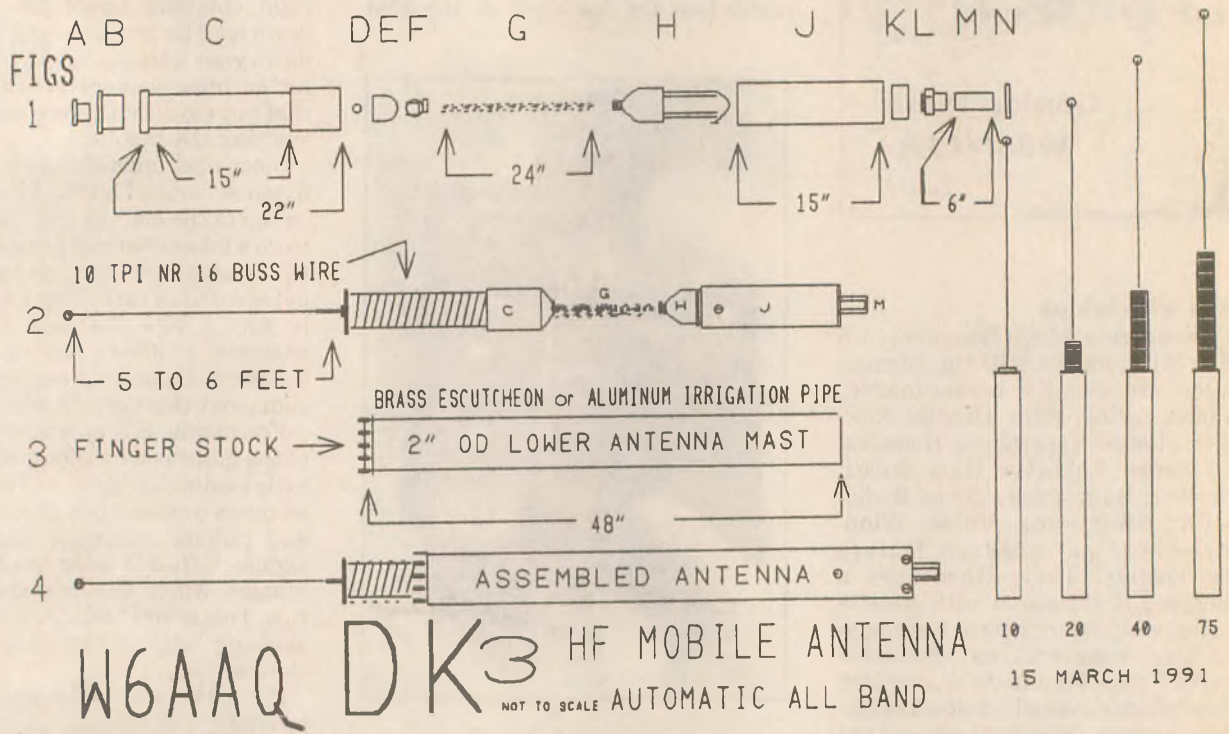 A B C D E F G H J K L M N
FIGS
1
15"
22"
24"
15"
6"
10 TPI NR 16 BUSS WIRE
2
C
G
H
J
M
5 TO 6 FEET
BRASS ESCUTCHEON or ALUMINUM IRRIGATION PIPE
3 FINGER STOCK
2" OD LOWER ANTENNA MAST
48"
4
ASSEMBLED ANTENNA
10 20 40 75
W6AAQ DK3 HF MOBILE ANTENNA
NOT TO SCALE AUTOMATIC ALL BAND
15 MARCH 1991